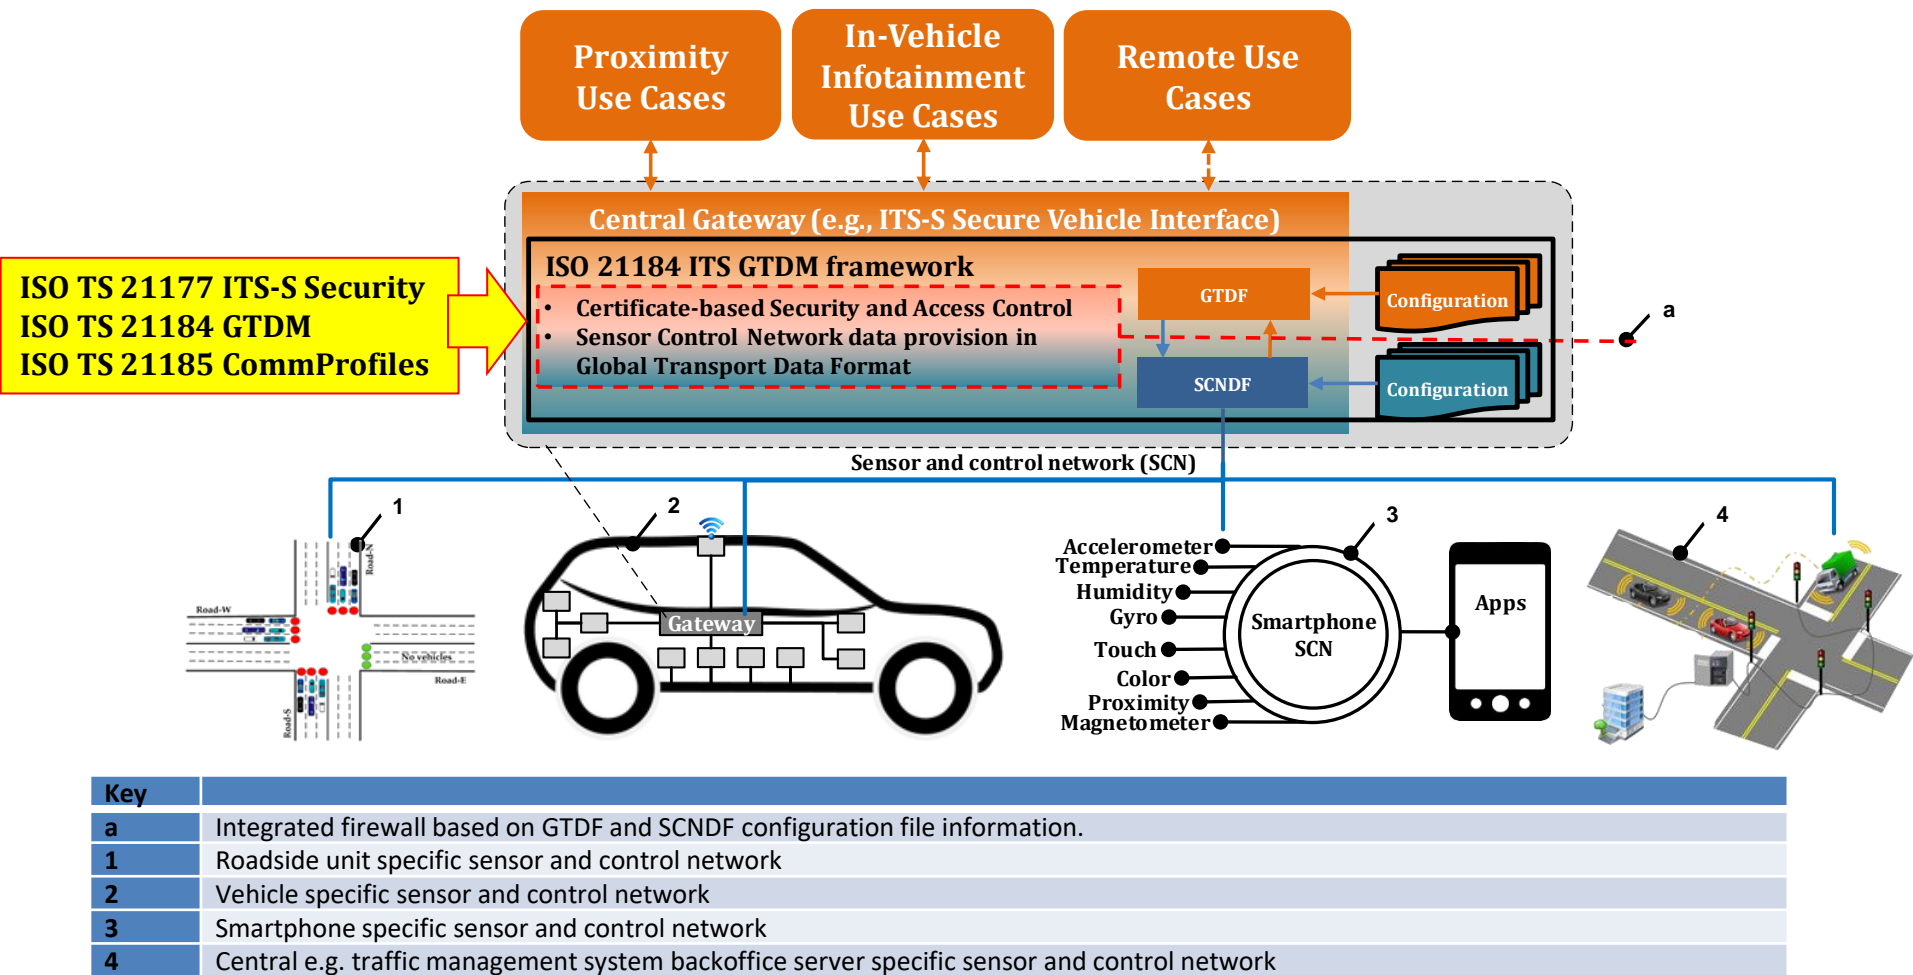 Proximity
Use Cases
In-Vehicle
Infotainment
Use Cases
Remote Use
Cases
Central Gateway (e.g., ITS-S Secure Vehicle Interface)
ISO 21184 ITS GTDM framework
• Certificate-based Security and Access Control
• Sensor Control Network data provision in
Global Transport Data Format
GTDF
SCNDF
Configuration
Configuration
a
ISO TS 21177 ITS-S Security
ISO TS 21184 GTDM
ISO TS 21185 CommProfiles
Sensor and control network (SCN)
1
Road-N
Road-W
No vehicles
Road-E
Road-S
2
Gateway
3
Accelerometer
Temperature
Humidity
Gyro
Touch
Color
Proximity
Magnetometer
Smartphone
SCN
Apps
4
Key
a Integrated firewall based on GTDF and SCNDF configuration file information.
1 Roadside unit specific sensor and control network
2 Vehicle specific sensor and control network
3 Smartphone specific sensor and control network
4 Central e.g. traffic management system backoffice server specific sensor and control network